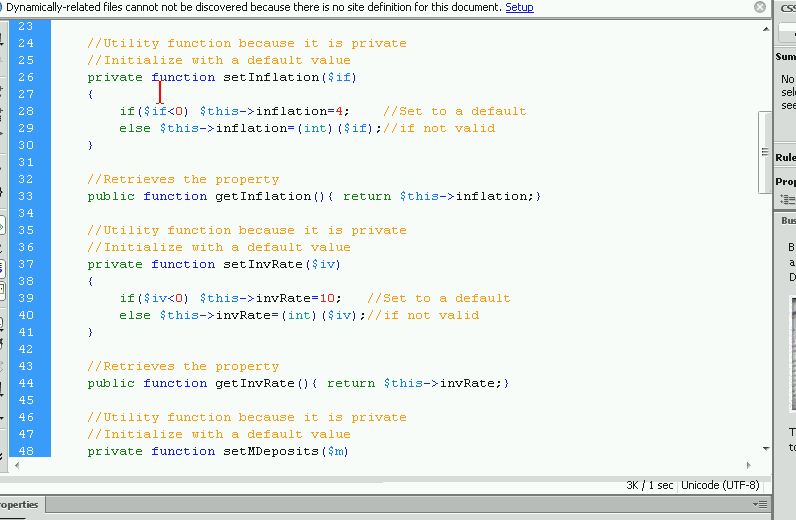 Dynamically-related files cannot not be discovered because there is no site definition for this document. Setup
23
24 //Utility function because it is private
25 //Initialize with a default value
26 private function setInflation($if)
27 {
28 if($if<0) $this->inflation=4; //Set to a default
29 else $this->inflation=(int)($if);//if not valid
30 }
31
32 //Retrieves the property
33 public function getInflation(){ return $this->inflation;}
34
35 //Utility function because it is private
36 //Initialize with a default value
37 private function setInvRate($iv)
38 {
39 if($iv<0) $this->invRate=10; //Set to a default
40 else $this->invRate=(int)($iv);//if not valid
41 }
42
43 //Retrieves the property
44 public function getInvRate(){ return $this->invRate;}
45
46 //Utility function because it is private
47 //Initialize with a default value
48 private function setMDeposits($m)
3K / 1 sec Unicode (UTF-8)
roperties
CSS
Summ
No
sele
see
Rule
Prop
Bus
B
a
D
T
to